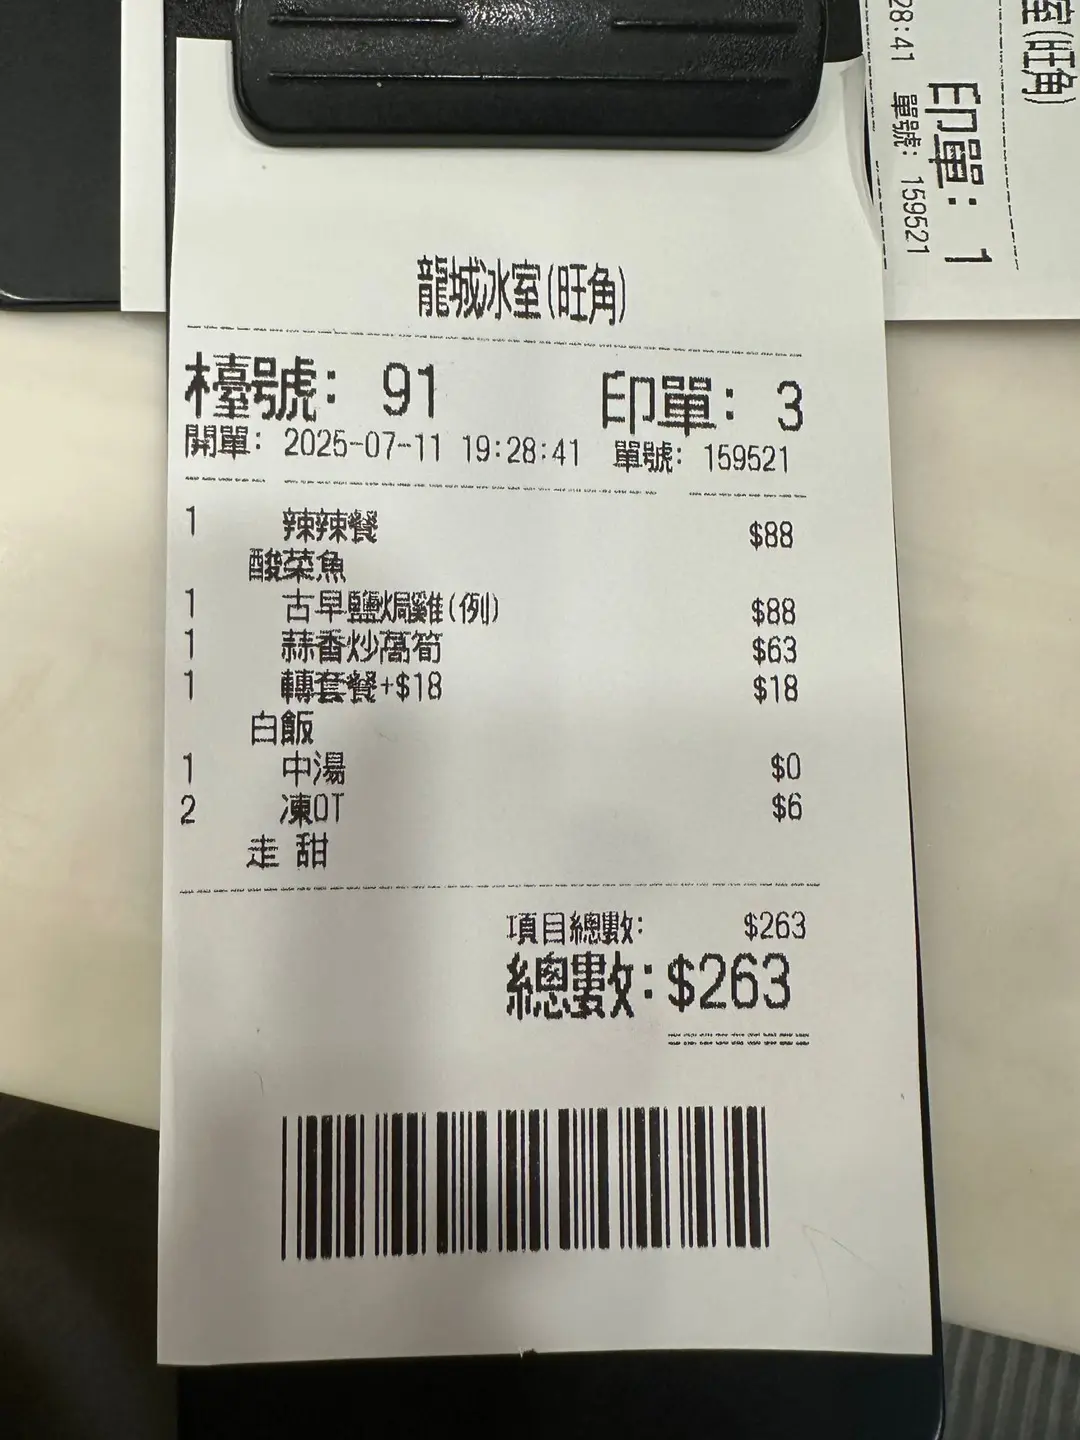 龍城冰室(旺角)
檯號: 91 印單: 3
開單: 2025-07-11 19:28:41 單號: 159521
1 辣辣餐 $88
酸菜魚
1 古早鹽焗雞(例) $88
1 蒜香炒萵筍 $63
1 轉套餐+$18 $18
白飯
1 中湯 $0
2 凍OT $6
走 甜
項目總數: $263
總數: $263
室(旺角)
印單: 1
28:41 單號: 159521